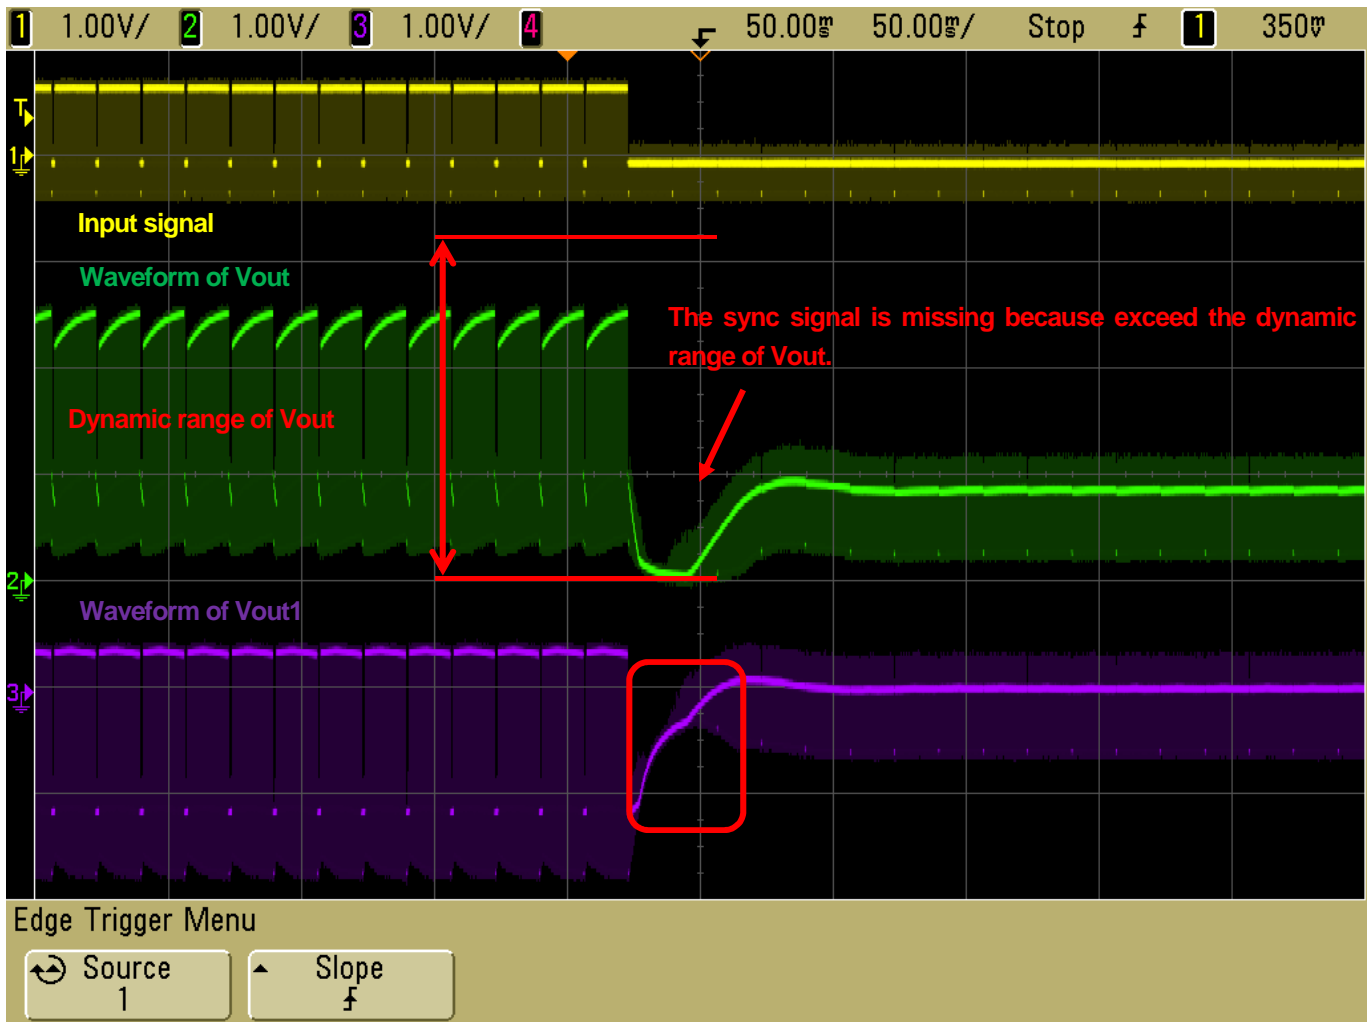 1 1.00V/ 2 1.00V/ 3 1.00V/ 4 50.00ms 50.00ms/ Stop 1 350mV
T
1
Input signal
Waveform of Vout
The sync signal is missing because exceed the dynamic
range of Vout.
Dynamic range of Vout
2
Waveform of Vout1
3
Edge Trigger Menu
Source Slope
1